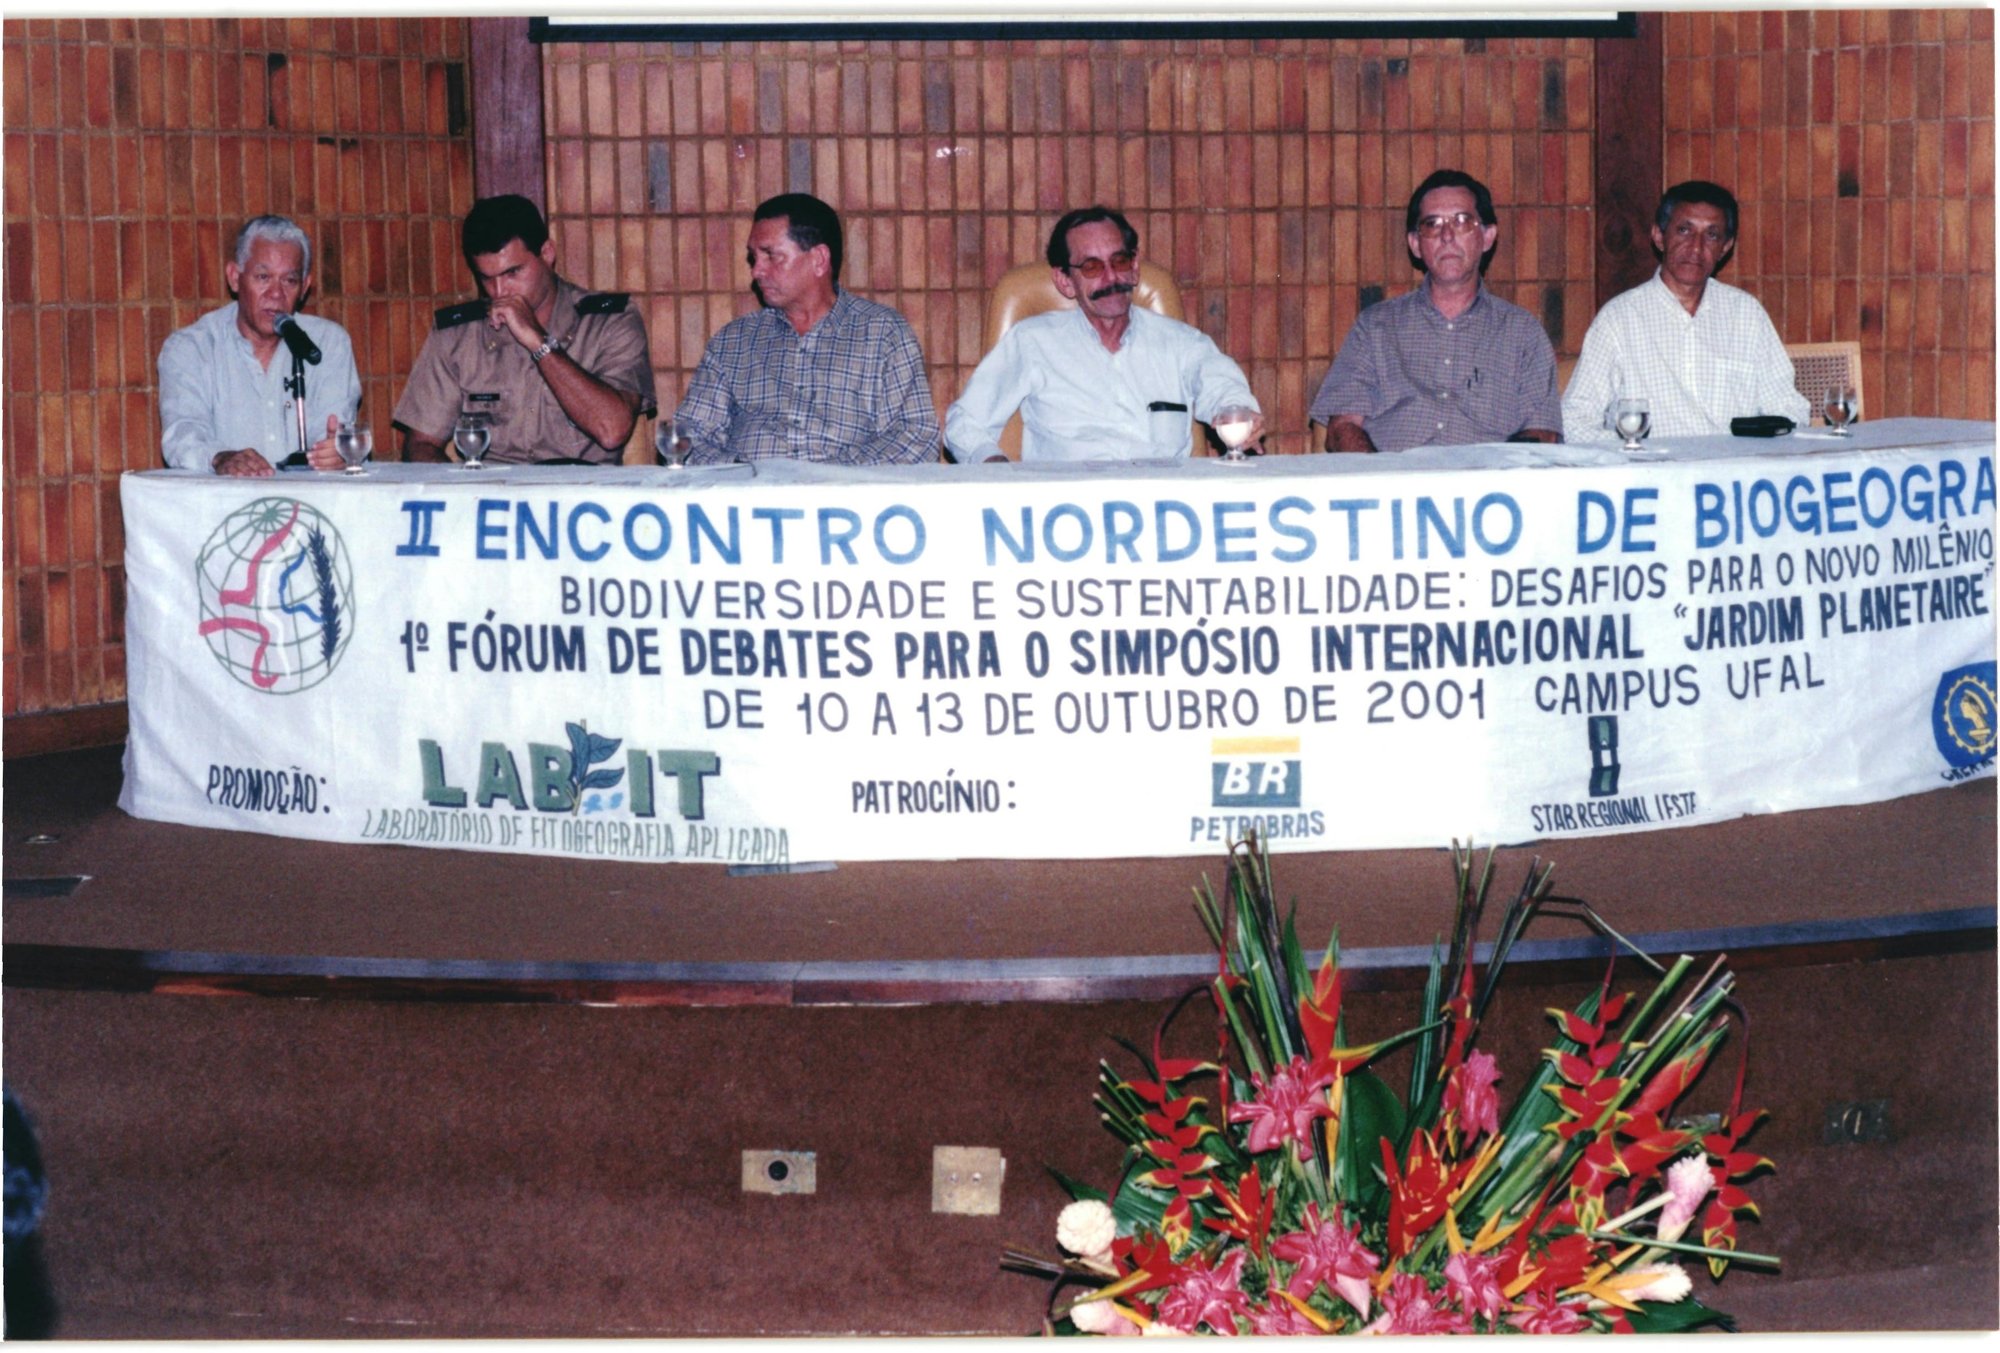 II ENCONTRO NORDESTINO DE BIOGEOGRA
BIODIVERSIDADE E SUSTENTABILIDADE: DESAFIOS PARA O NOVO MILÊNIO
1º FÓRUM DE DEBATES PARA O SIMPÓSIO INTERNACIONAL "JARDIM PLANETAIRE"
DE 10 A 13 DE OUTUBRO DE 2001 CAMPUS UFAL
PROMOÇÃO:
LABFIT
LABORATÓRIO DE FITOGEOGRAFIA APLICADA
PATROCÍNIO:
BR
PETROBRAS
STAB REGIONAL LESTE